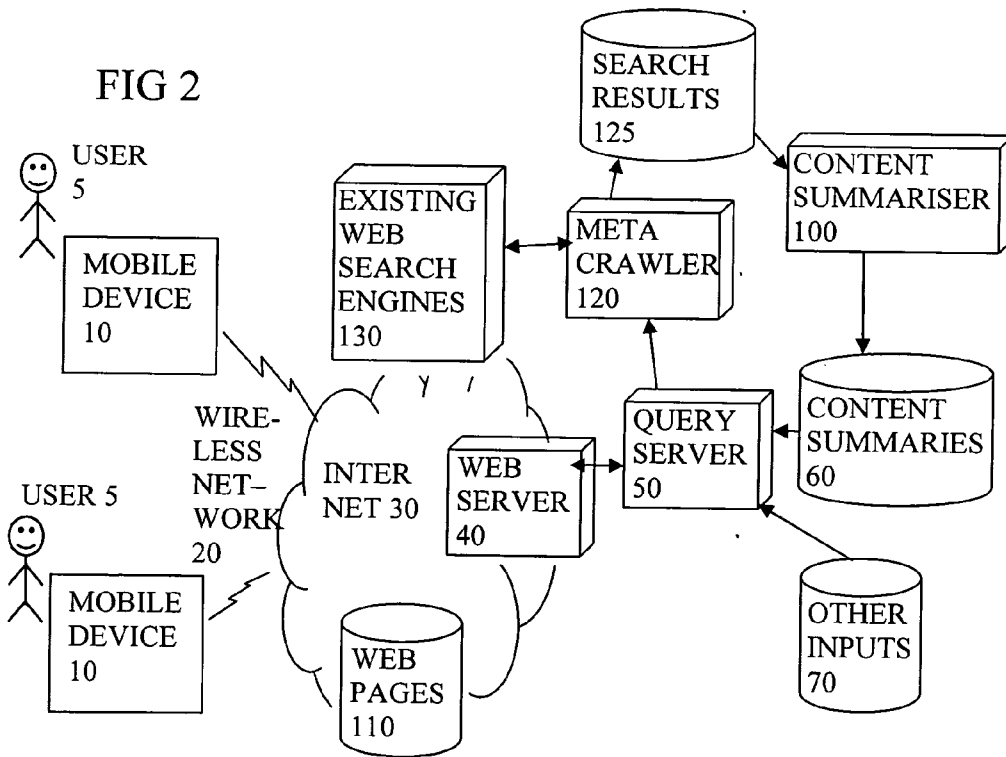 FIG 2
USER
5
MOBILE
DEVICE
10
USER 5
MOBILE
DEVICE
10
WIRE-
LESS
NET-
WORK
20
EXISTING
WEB
SEARCH
ENGINES
130
INTER
NET 30
WEB
SERVER
40
WEB
PAGES
110
SEARCH
RESULTS
125
META
CRAWLER
120
CONTENT
SUMMARISER
100
QUERY
SERVER
50
CONTENT
SUMMARIES
60
OTHER
INPUTS
70